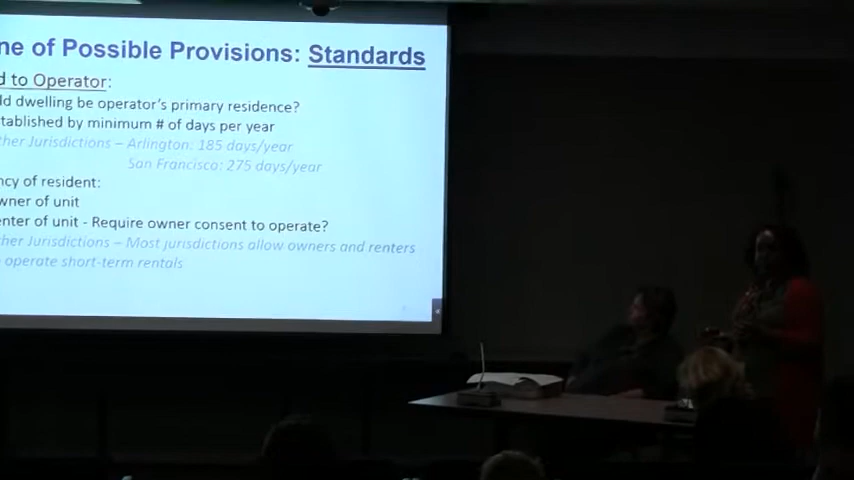 ne of Possible Provisions: Standards
d to Operator:
ld dwelling be operator's primary residence?
tablished by minimum # of days per year
her Jurisdictions – Arlington: 185 days/year
San Francisco: 275 days/year
ncy of resident:
wner of unit
enter of unit - Require owner consent to operate?
her Jurisdictions – Most jurisdictions allow owners and renters
operate short-term rentals